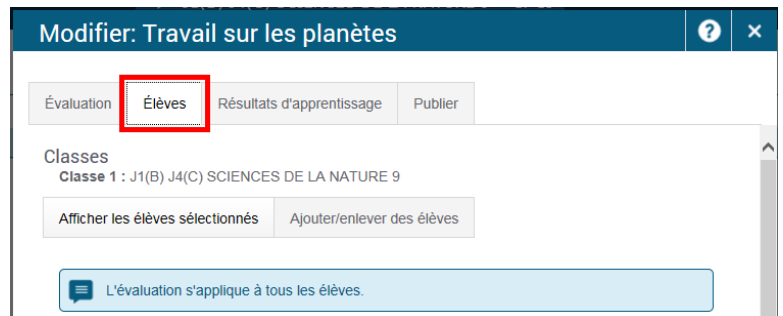 Modifier: Travail sur les planètes
?
×
Évaluation Élèves Résultats d'apprentissage Publier
Classes
Classe 1 : J1(B) J4(C) SCIENCES DE LA NATURE 9
Afficher les élèves sélectionnés Ajouter/enlever des élèves
L'évaluation s'applique à tous les élèves.